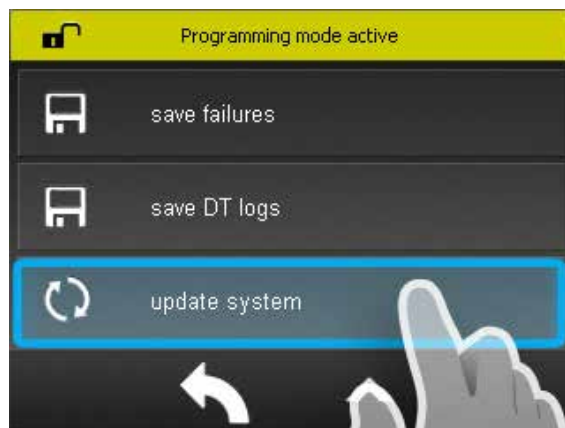 Programming mode active
save failures
save DT logs
update system